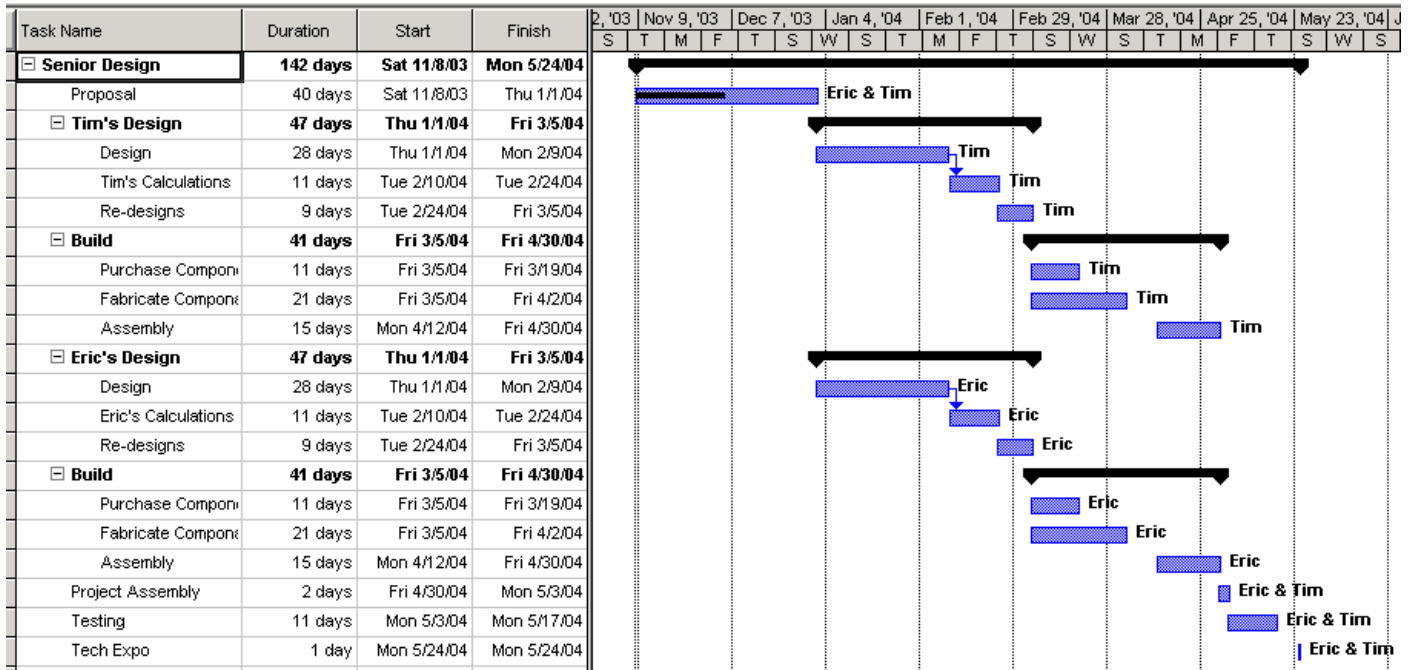 Task Name Duration Start Finish 2, '03 Nov 9, '03 Dec 7, '03 Jan 4, '04 Feb 1, '04 Feb 29, '04 Mar 28, '04 Apr 25, '04 May 23, '04 J
S T M F T S W S T M F T S W S T M F T S W S
Senior Design 142 days Sat 11/8/03 Mon 5/24/04
Proposal 40 days Sat 11/8/03 Thu 1/1/04 Eric & Tim
Tim's Design 47 days Thu 1/1/04 Fri 3/5/04
Design 28 days Thu 1/1/04 Mon 2/9/04 Tim
Tim's Calculations 11 days Tue 2/10/04 Tue 2/24/04 Tim
Re-designs 9 days Tue 2/24/04 Fri 3/5/04 Tim
Build 41 days Fri 3/5/04 Fri 4/30/04
Purchase Compon 11 days Fri 3/5/04 Fri 3/19/04 Tim
Fabricate Compon 21 days Fri 3/5/04 Fri 4/2/04 Tim
Assembly 15 days Mon 4/12/04 Fri 4/30/04 Tim
Eric's Design 47 days Thu 1/1/04 Fri 3/5/04
Design 28 days Thu 1/1/04 Mon 2/9/04 Eric
Eric's Calculations 11 days Tue 2/10/04 Tue 2/24/04 Eric
Re-designs 9 days Tue 2/24/04 Fri 3/5/04 Eric
Build 41 days Fri 3/5/04 Fri 4/30/04
Purchase Compon 11 days Fri 3/5/04 Fri 3/19/04 Eric
Fabricate Compon 21 days Fri 3/5/04 Fri 4/2/04 Eric
Assembly 15 days Mon 4/12/04 Fri 4/30/04 Eric
Project Assembly 2 days Fri 4/30/04 Mon 5/3/04 Eric & Tim
Testing 11 days Mon 5/3/04 Mon 5/17/04 Eric & Tim
Tech Expo 1 day Mon 5/24/04 Mon 5/24/04 Eric & Tim